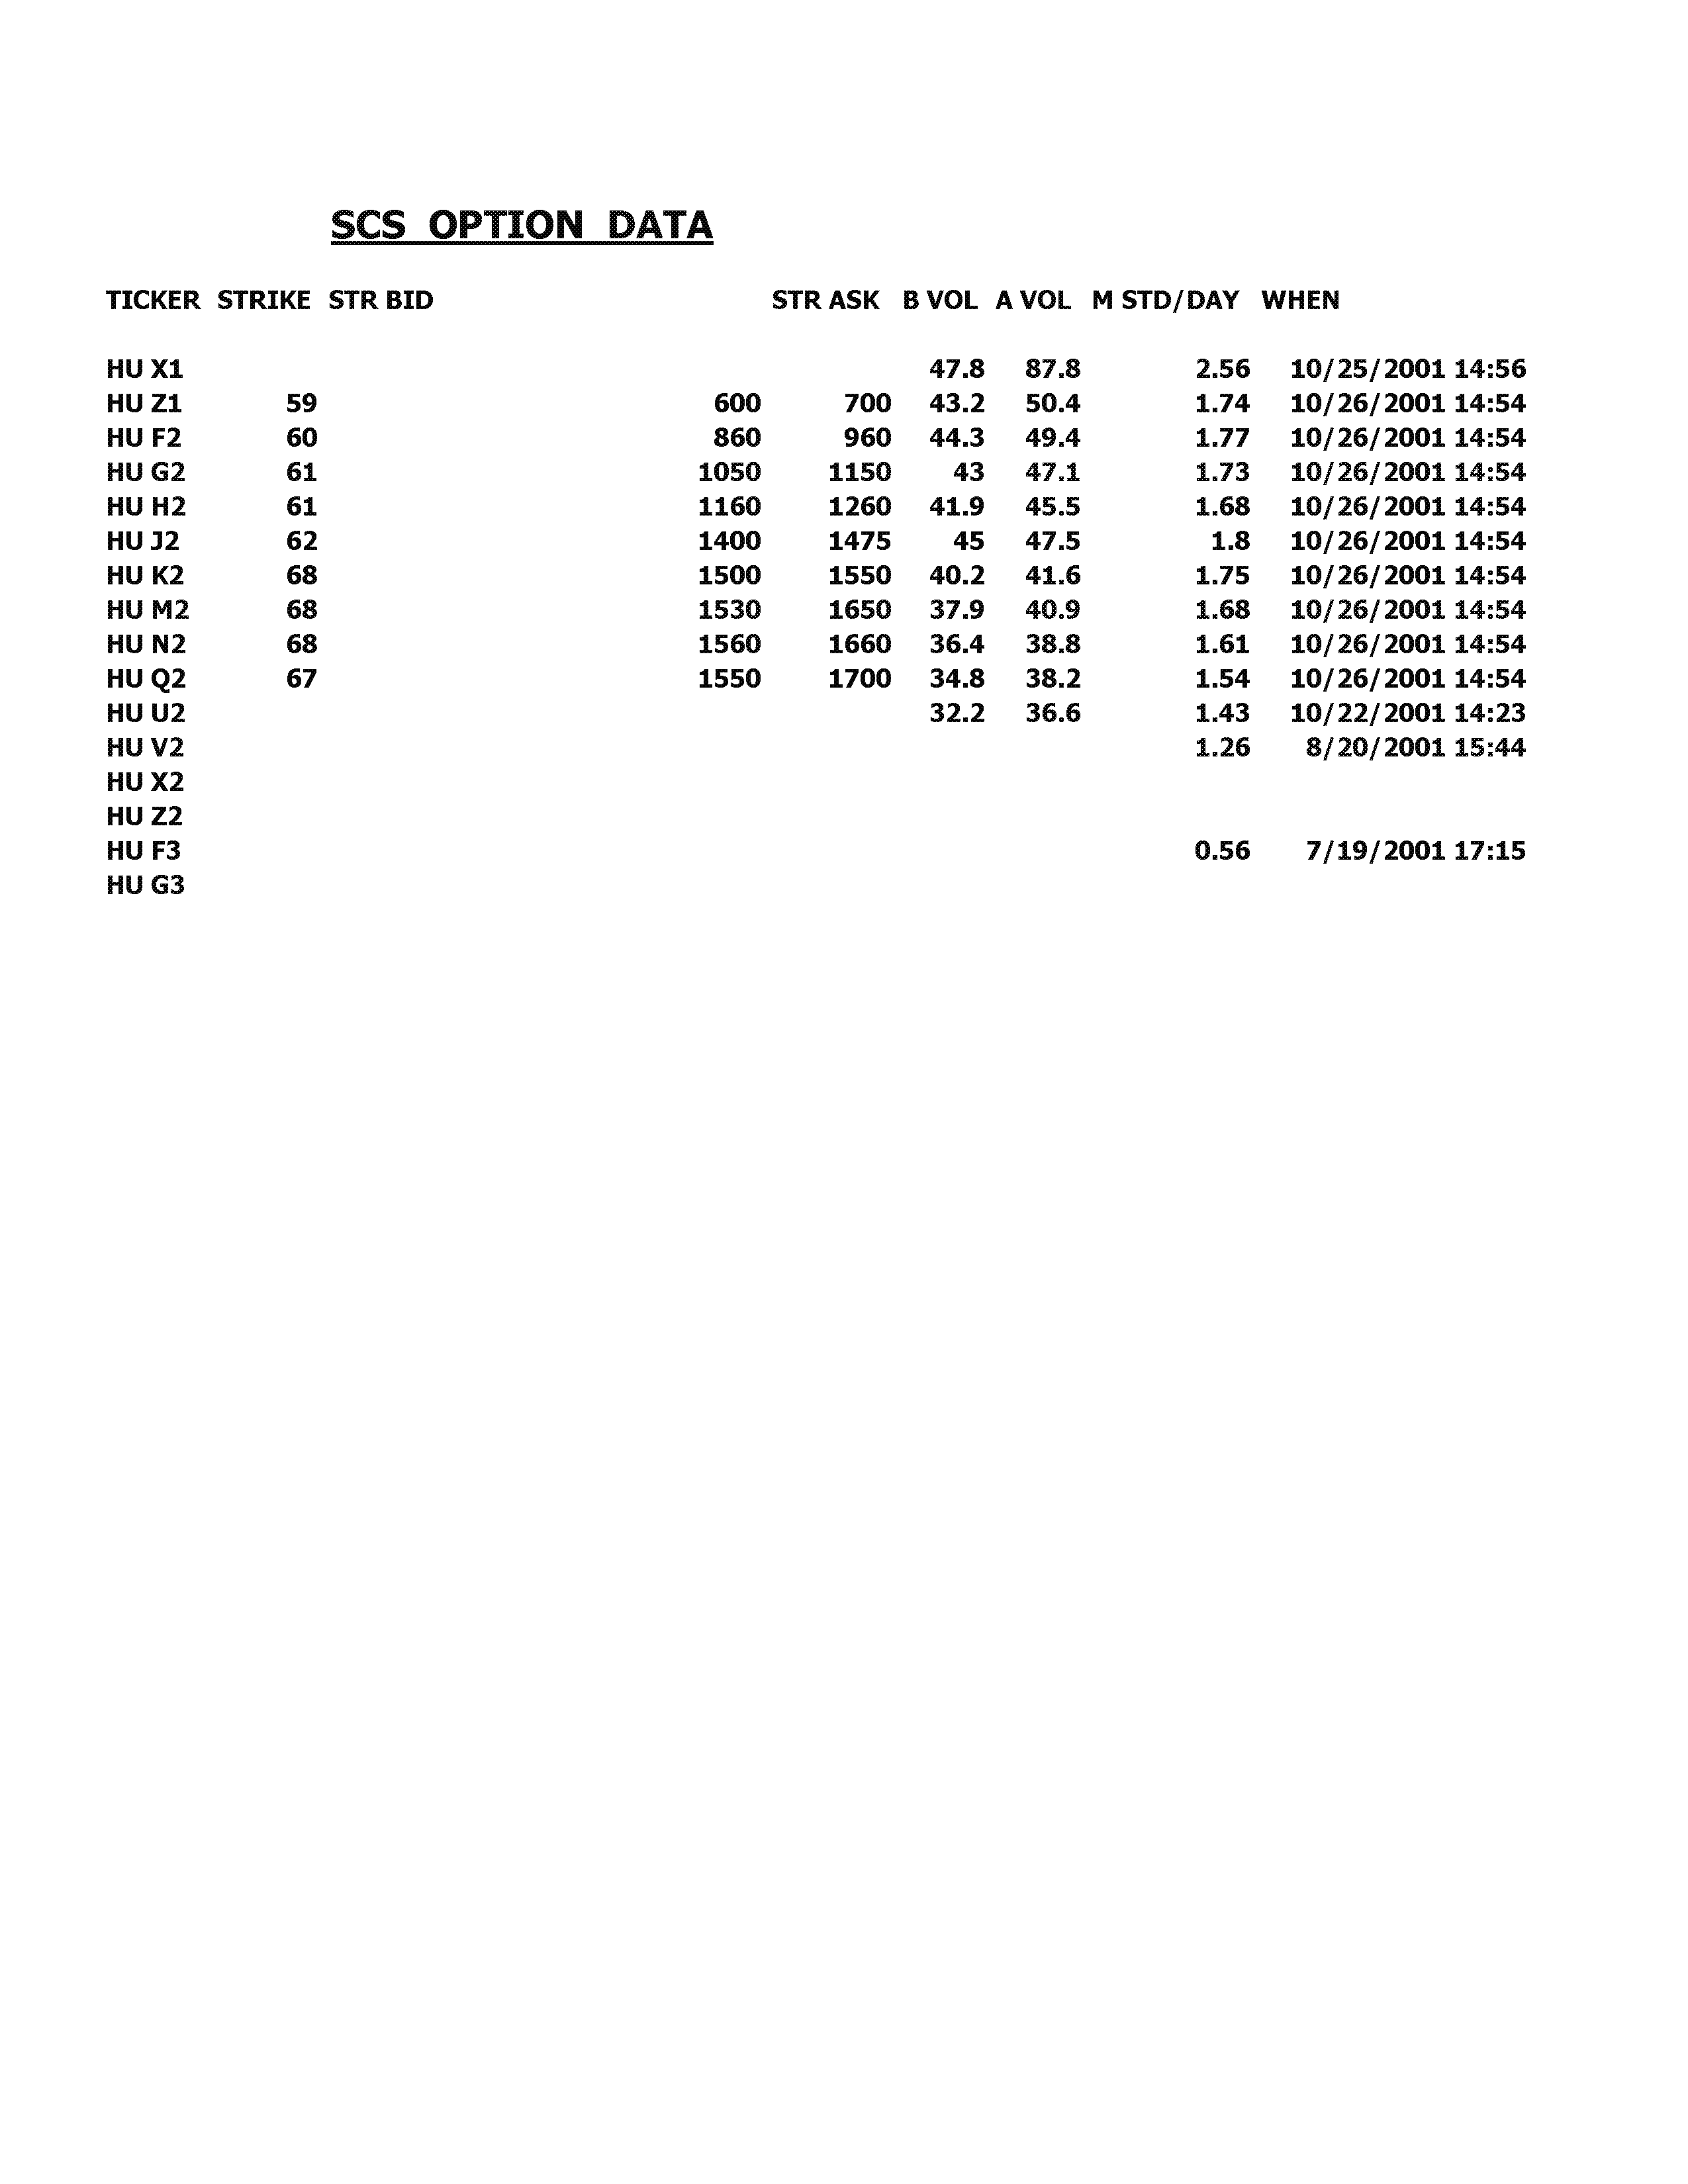 SCS OPTION DATA
TICKER STRIKE STR BID STR ASK B VOL A VOL M STD/DAY WHEN
HU X1 47.8 87.8 2.56 10/25/2001 14:56
HU Z1 59 600 700 43.2 50.4 1.74 10/26/2001 14:54
HU F2 60 860 960 44.3 49.4 1.77 10/26/2001 14:54
HU G2 61 1050 1150 43 47.1 1.73 10/26/2001 14:54
HU H2 61 1160 1260 41.9 45.5 1.68 10/26/2001 14:54
HU J2 62 1400 1475 45 47.5 1.8 10/26/2001 14:54
HU K2 68 1500 1550 40.2 41.6 1.75 10/26/2001 14:54
HU M2 68 1530 1650 37.9 40.9 1.68 10/26/2001 14:54
HU N2 68 1560 1660 36.4 38.8 1.61 10/26/2001 14:54
HU Q2 67 1550 1700 34.8 38.2 1.54 10/26/2001 14:54
HU U2 32.2 36.6 1.43 10/22/2001 14:23
HU V2 1.26 8/20/2001 15:44
HU X2
HU Z2
HU F3 0.56 7/19/2001 17:15
HU G3